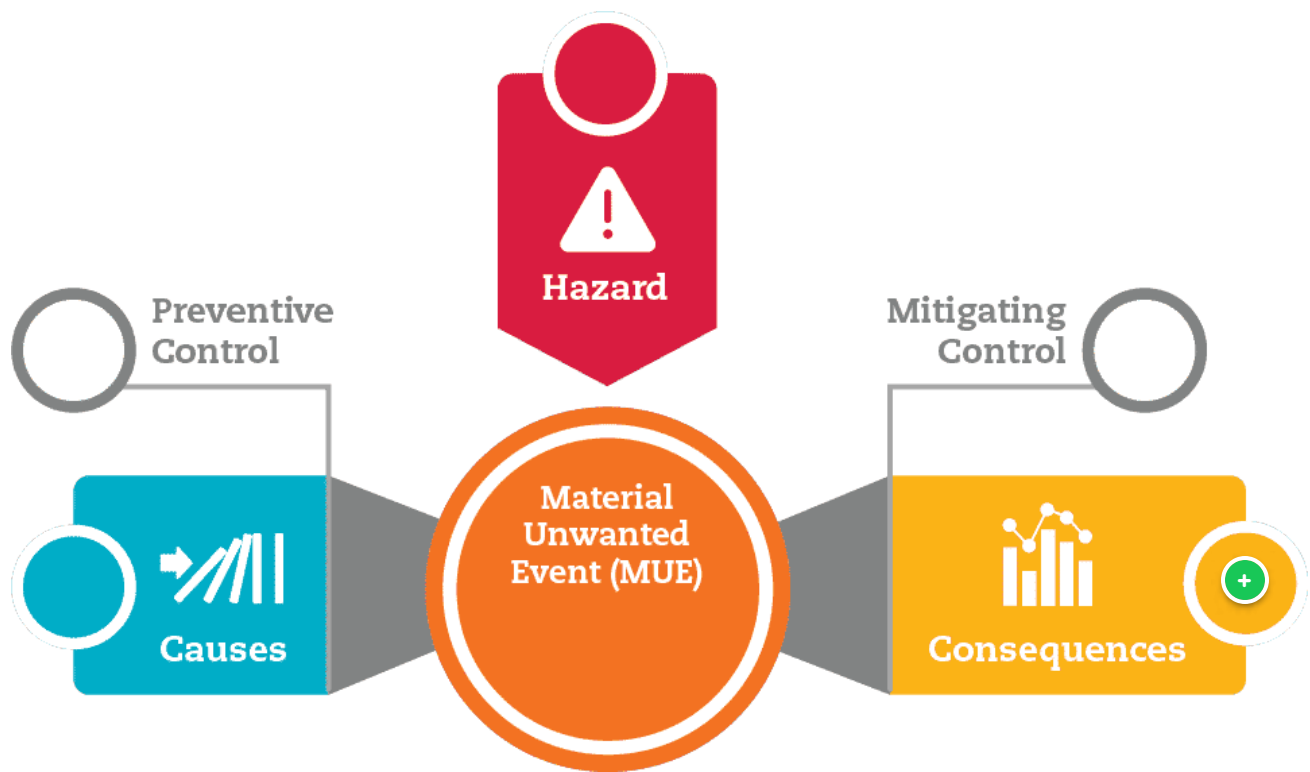 Hazard
Preventive
Control
Mitigating
Control
Material
Unwanted
Event (MUE)
Causes
Consequences